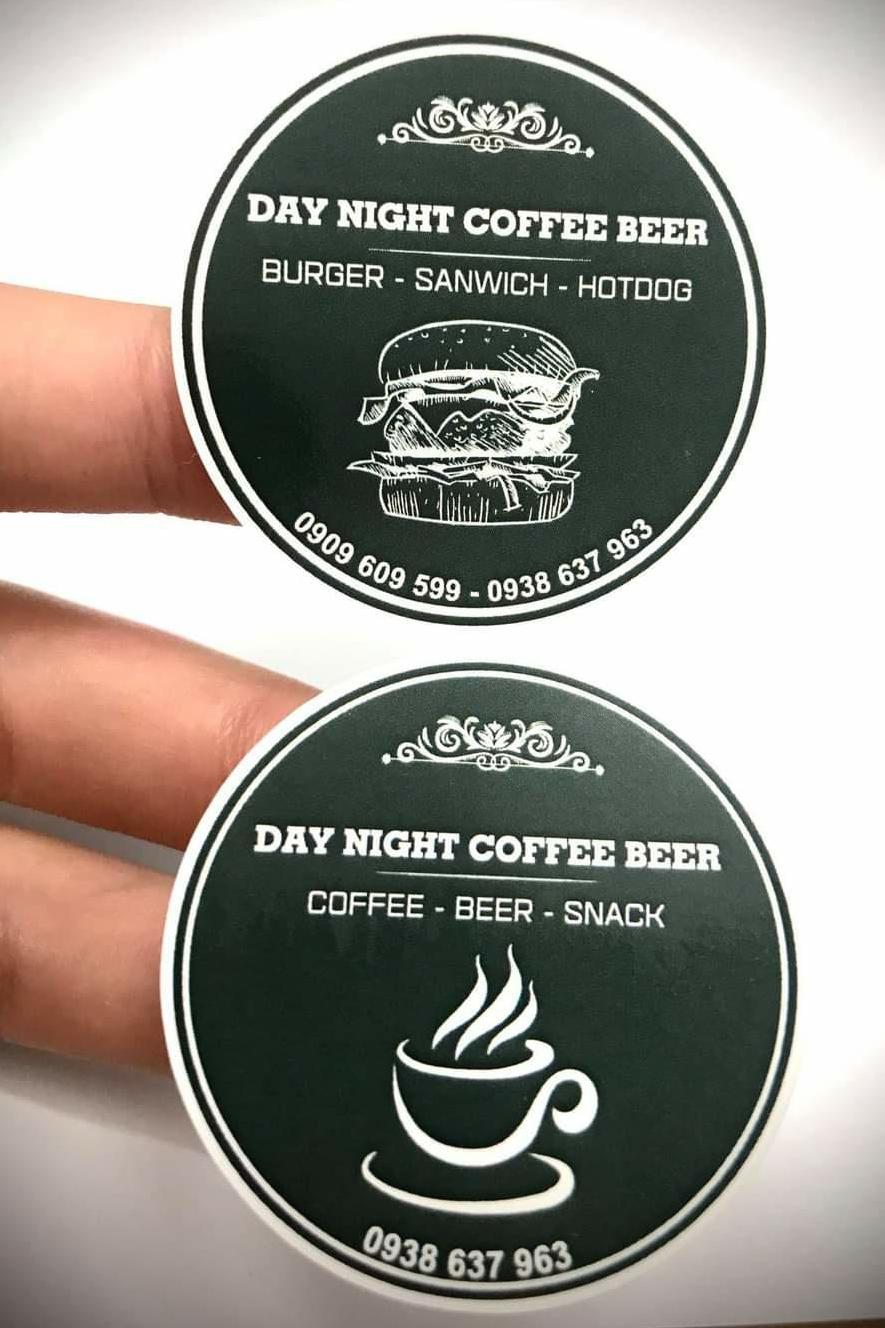 DAY NIGHT COFFEE BEER
BURGER - SANWICH - HOTDOG
0909 609 599 - 0938 637 963
DAY NIGHT COFFEE BEER
COFFEE - BEER - SNACK
0938 637 963